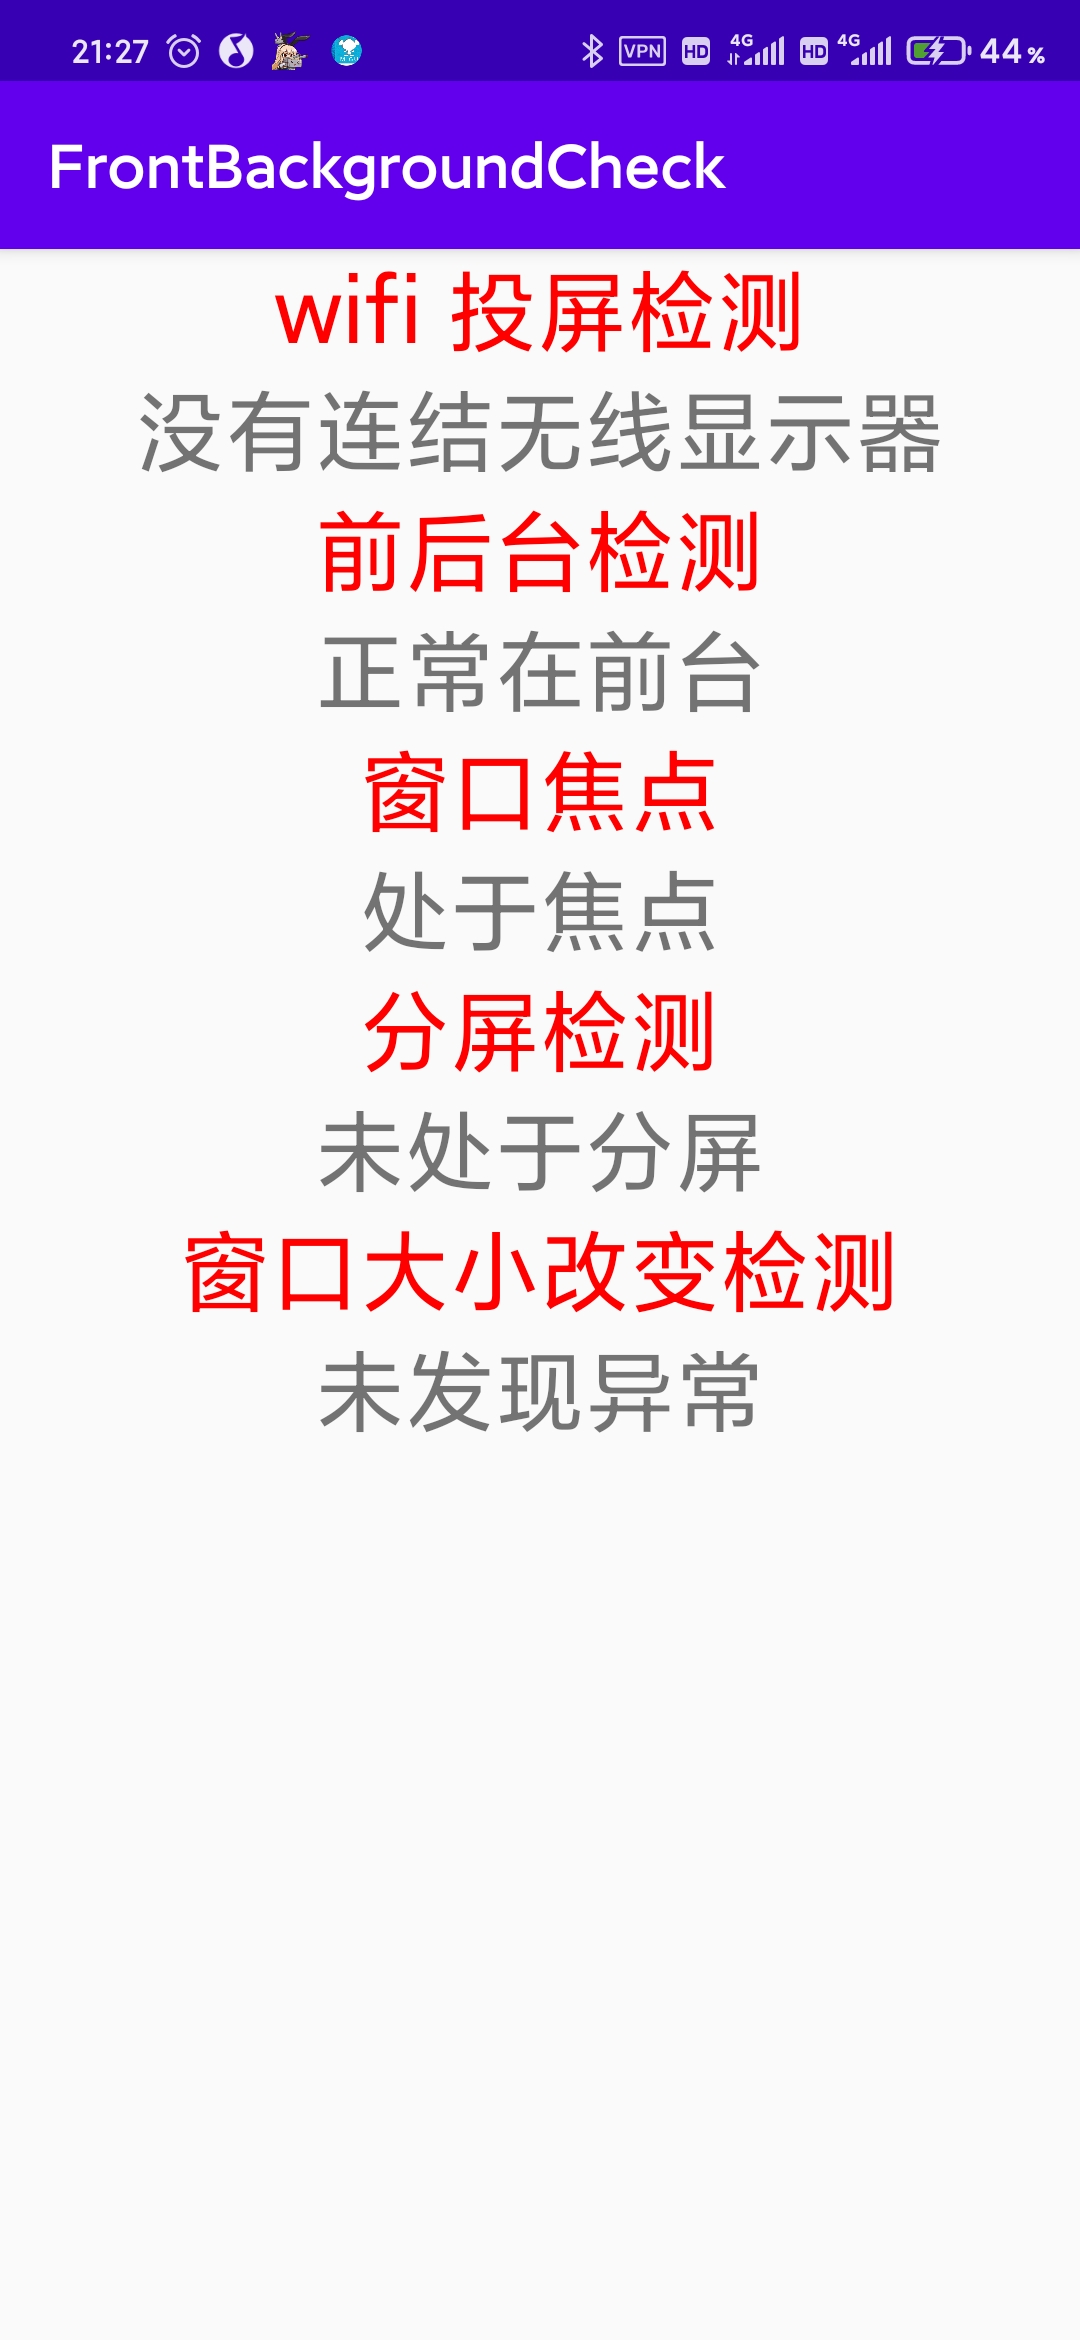 21:27 VPN HD 4G HD 4G 44%
FrontBackgroundCheck
wifi 投屏检测
没有连结无线显示器
前后台检测
正常在前台
窗口焦点
处于焦点
分屏检测
未处于分屏
窗口大小改变检测
未发现异常